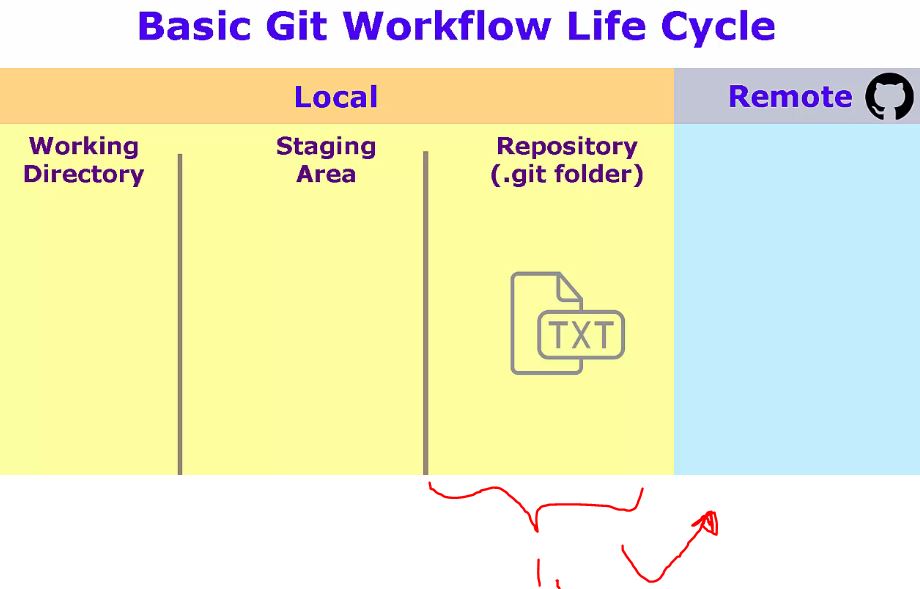 Basic Git Workflow Life Cycle
Local
Remote
Working
Directory
Staging
Area
Repository
(.git folder)
TXT